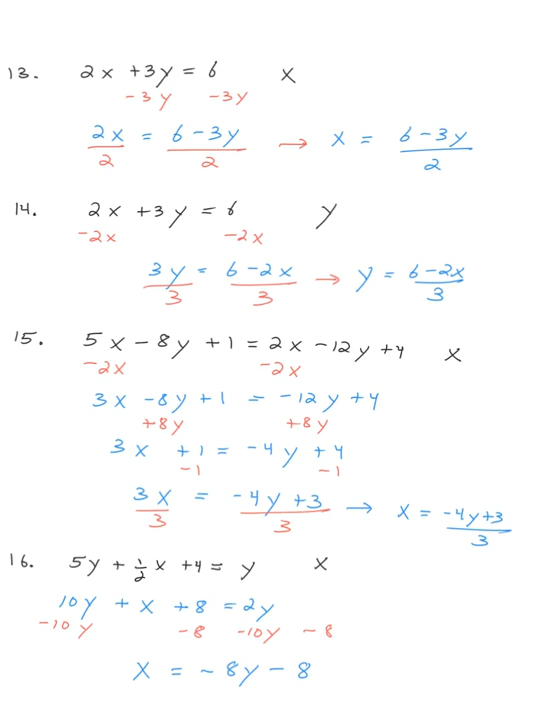 13. 2x + 3y = 6 x
-3y -3y
2x/2 = (6 - 3y)/2 → x = (6 - 3y)/2
14. 2x + 3y = 6 y
-2x -2x
3y/3 = (6 - 2x)/3 → y = (6 - 2x)/3
15. 5x - 8y + 1 = 2x - 12y + 4 x
-2x -2x
3x - 8y + 1 = -12y + 4
+8y +8y
3x + 1 = -4y + 4
-1 -1
3x/3 = (-4y + 3)/3 → x = (-4y + 3)/3
16. 5y + 1/2 x + 4 = y x
10y + x + 8 = 2y
-10y -8 -10y - 8
x = -8y - 8